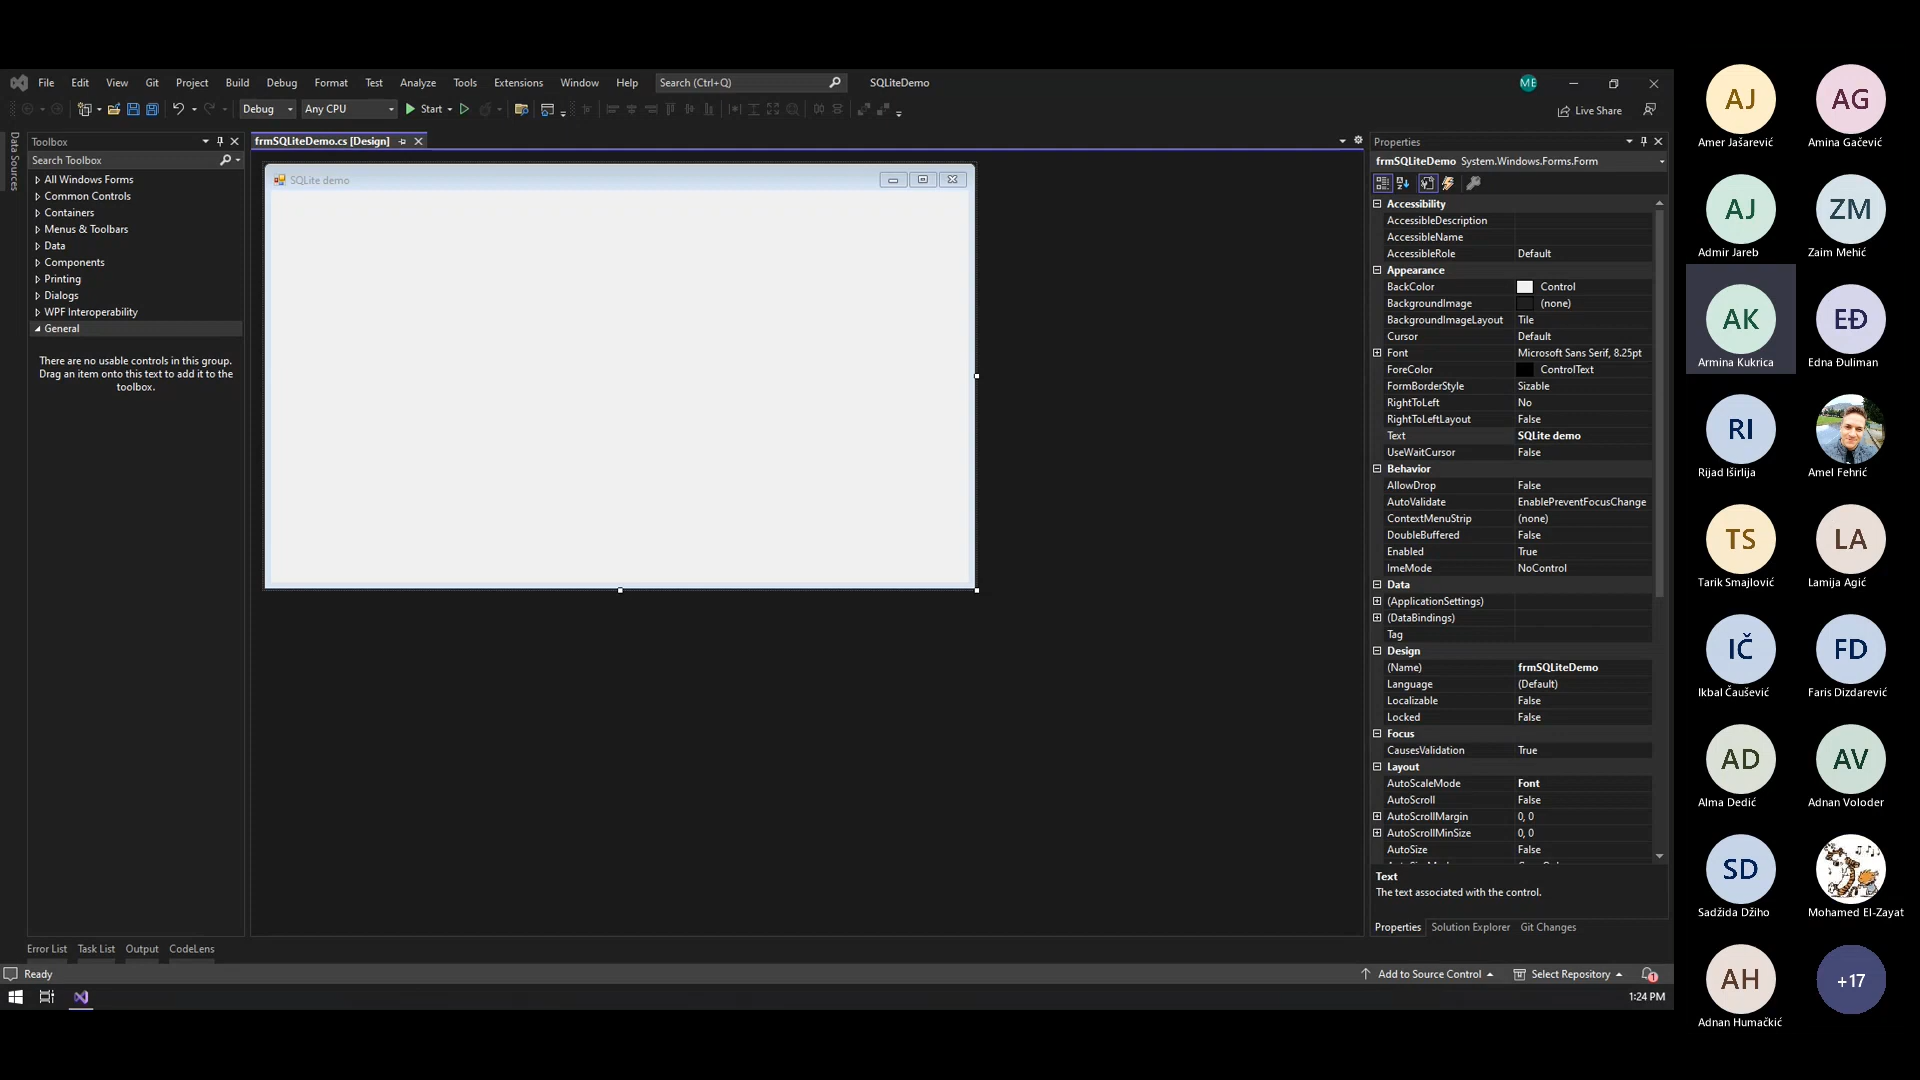 File Edit View Git Project Build Debug Format Test Analyze Tools Extensions Window Help Search (Ctrl+Q) SQLiteDemo ME
Debug Any CPU Start Live Share
Data Sources
Toolbox
Search Toolbox
All Windows Forms
Common Controls
Containers
Menus & Toolbars
Data
Components
Printing
Dialogs
WPF Interoperability
General
There are no usable controls in this group.
Drag an item onto this text to add it to the
toolbox.
frmSQLiteDemo.cs [Design]
SQLite demo
Properties
frmSQLiteDemo System.Windows.Forms.Form
Accessibility
AccessibleDescription
AccessibleName
AccessibleRole Default
Appearance
BackColor Control
BackgroundImage (none)
BackgroundImageLayout Tile
Cursor Default
Font Microsoft Sans Serif, 8.25pt
ForeColor ControlText
FormBorderStyle Sizable
RightToLeft No
RightToLeftLayout False
Text SQLite demo
UseWaitCursor False
Behavior
AllowDrop False
AutoValidate EnablePreventFocusChange
ContextMenuStrip (none)
DoubleBuffered False
Enabled True
ImeMode NoControl
Data
(ApplicationSettings)
(DataBindings)
Tag
Design
(Name) frmSQLiteDemo
Language (Default)
Localizable False
Locked False
Focus
CausesValidation True
Layout
AutoScaleMode Font
AutoScroll False
AutoScrollMargin 0, 0
AutoScrollMinSize 0, 0
AutoSize False
Text
The text associated with the control.
Properties Solution Explorer Git Changes
Error List Task List Output CodeLens
Ready Add to Source Control Select Repository 1
1:24 PM
AJ AG
Amer Jašarević Amina Gačević
AJ ZM
Admir Jareb Zaim Mehić
AK EĐ
Armina Kukrica Edna Đuliman
RI
Rijad Iširlija Amel Fehrić
TS LA
Tarik Smajlović Lamija Agić
IČ FD
Ikbal Čaušević Faris Dizdarević
AD AV
Alma Dedić Adnan Voloder
SD
Sadžida Džiho Mohamed El-Zayat
AH +17
Adnan Humačkić